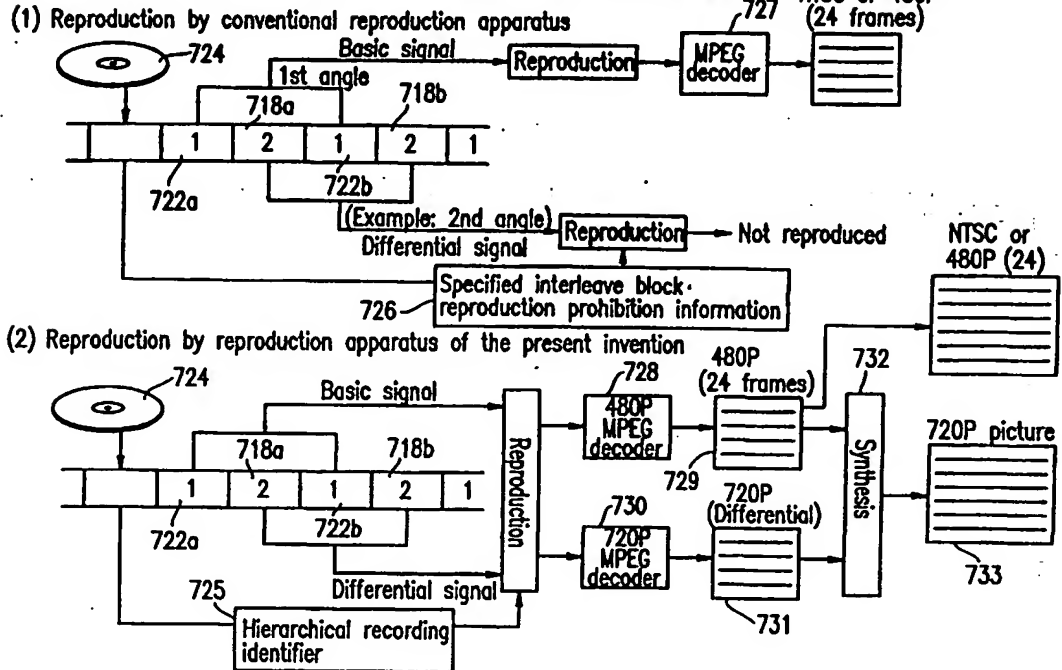 (1) Reproduction by conventional reproduction apparatus
727
(24 frames)
724
Basic signal
Reproduction
MPEG
decoder
1st angle
718a
718b
1
2
1
2
1
722a
722b
(Example: 2nd angle)
Differential signal
Reproduction
Not reproduced
726
Specified interleave block·
reproduction prohibition information
NTSC or
480P (24)
(2) Reproduction by reproduction apparatus of the present invention
724
Basic signal
718a
718b
1
2
1
2
1
722a
722b
Differential signal
725
Hierarchical recording
identifier
Reproduction
728
480P
MPEG
decoder
480P
(24 frames)
729
730
720P
MPEG
decoder
720P
(Differential)
731
732
Synthesis
720P picture
733